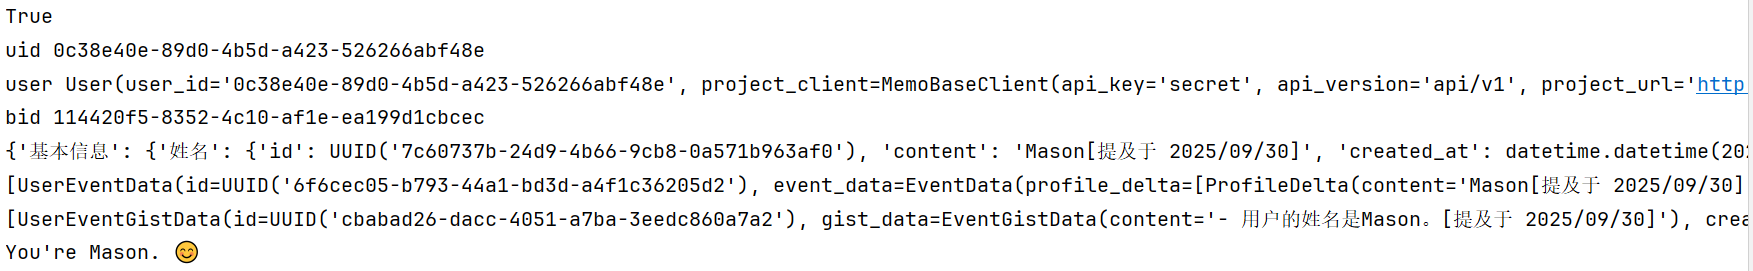 True
uid 0c38e40e-89d0-4b5d-a423-526266abf48e
user User(user_id='0c38e40e-89d0-4b5d-a423-526266abf48e', project_client=MemoBaseClient(api_key='secret', api_version='api/v1', project_url='http
bid 114420f5-8352-4c10-af1e-ea199d1cbcec
{'基本信息': {'姓名': {'id': UUID('7c60737b-24d9-4b66-9cb8-0a571b963af0'), 'content': 'Mason[提及于 2025/09/30]', 'created_at': datetime.datetime(202
[UserEventData(id=UUID('6f6cec05-b793-44a1-bd3d-a4f1c36205d2'), event_data=EventData(profile_delta=[ProfileDelta(content='Mason[提及于 2025/09/30]
[UserEventGistData(id=UUID('cbabad26-dacc-4051-a7ba-3eedc860a7a2'), gist_data=EventGistData(content='- 用户的姓名是Mason。[提及于 2025/09/30]'), crea
You're Mason. 😊